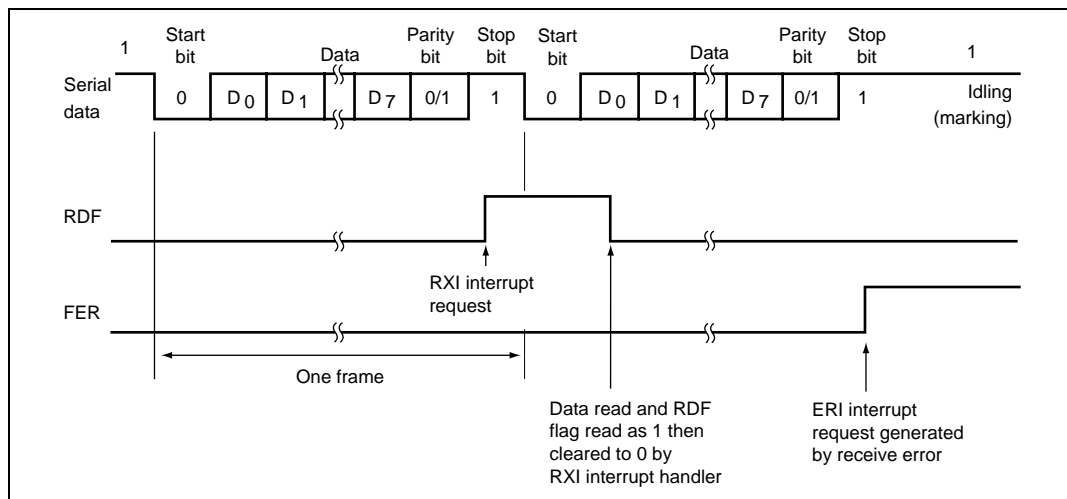 1
Start
bit
Data
Parity
bit
Stop
bit
Start
bit
Data
Parity
bit
Stop
bit
1
Serial
data
0
D0
D1
D7
0/1
1
0
D0
D1
D7
0/1
1
Idling
(marking)
RDF
RXI interrupt
request
FER
One frame
Data read and RDF
flag read as 1 then
cleared to 0 by
RXI interrupt handler
ERI interrupt
request generated
by receive error